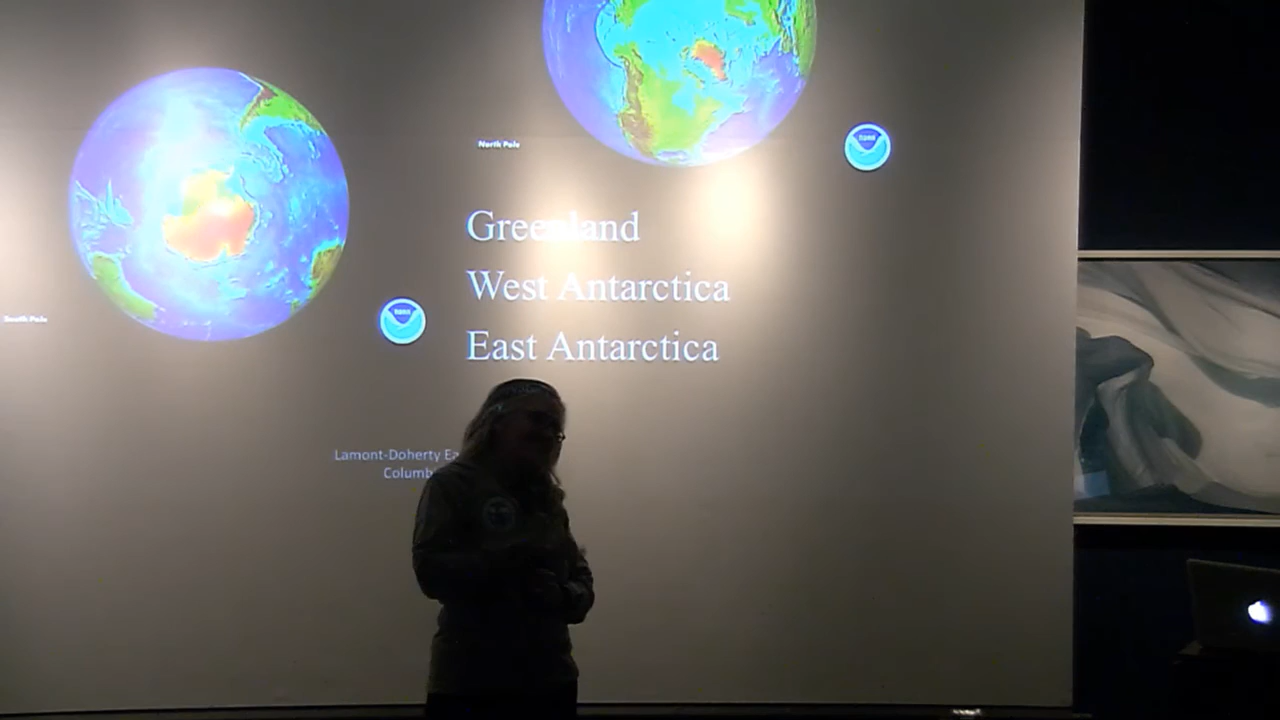 North Pole
Greenland
West Antarctica
East Antarctica
South Pole
Lamont-Doherty Ea
Columb